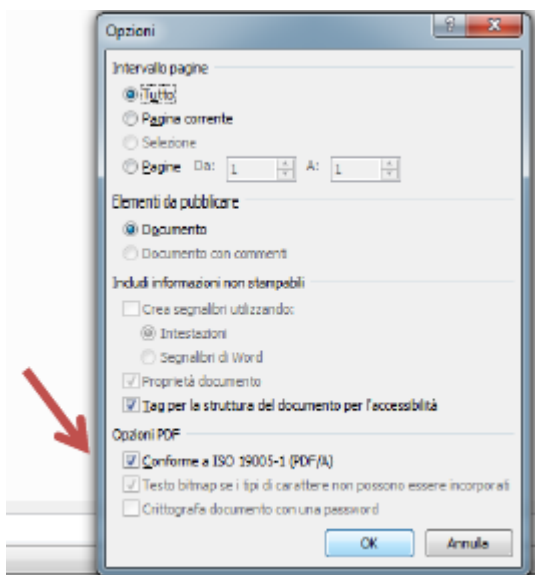 Opzioni
Intervallo pagine
Tutto
Pagina corrente
Selezione
Pagine Da: 1 A: 1
Elementi da pubblicare
Documento
Documento con commenti
Includi informazioni non stampabili
Crea segnalibri utilizzando:
Intestazioni
Segnalibri di Word
Proprietà documento
Tag per la struttura del documento per l'accessibilità
Opzioni PDF
Conforme a ISO 19005-1 (PDF/A)
Testo bitmap se i tipi di carattere non possono essere incorporati
Crittografa documento con una password
OK Annulla